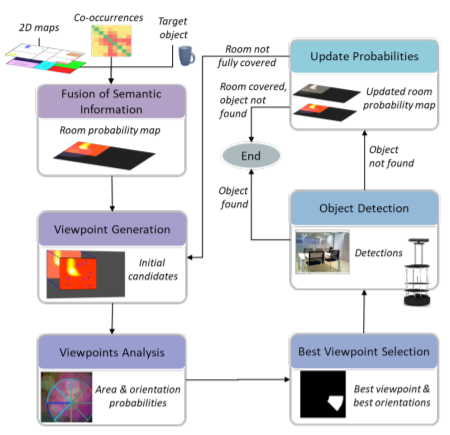 2D maps
Co-occurrences
Target
object
Fusion of Semantic
Information
Room probability map
Viewpoint Generation
Initial
candidates
Viewpoints Analysis
Area & orientation
probabilities
Best Viewpoint Selection
Best viewpoint &
best orientations
Object Detection
Detections
Object
not found
Object
found
Update Probabilities
Updated room
probability map
Room not
fully covered
Room covered,
object not
found
End